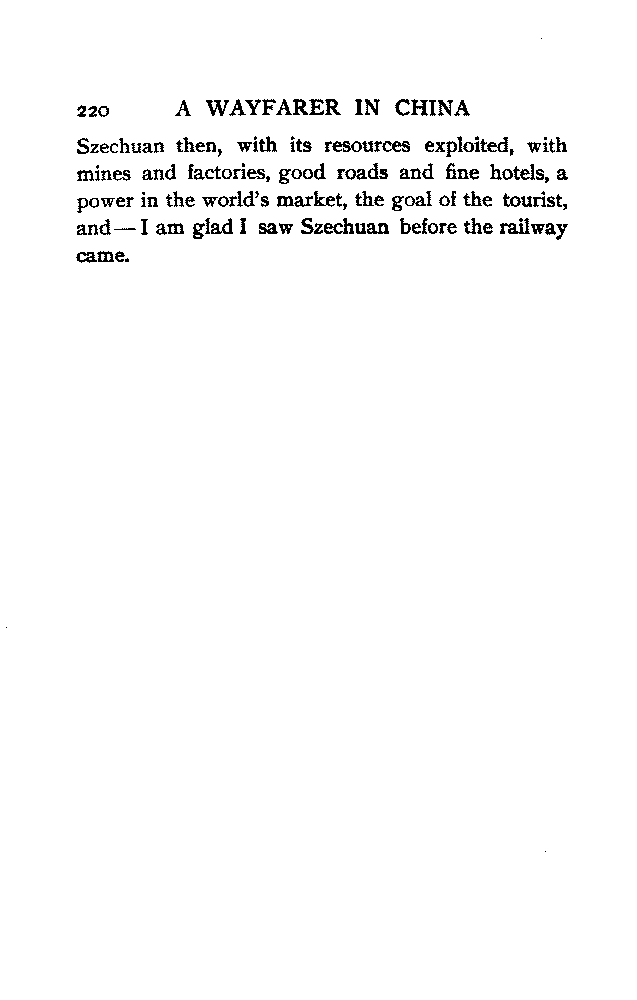 220 A WAYFARER IN CHINA
Szechuan then, with its resources exploited, with
mines and factories, good roads and fine hotels, a
power in the world's market, the goal of the tourist,
and—I am glad I saw Szechuan before the railway
came.